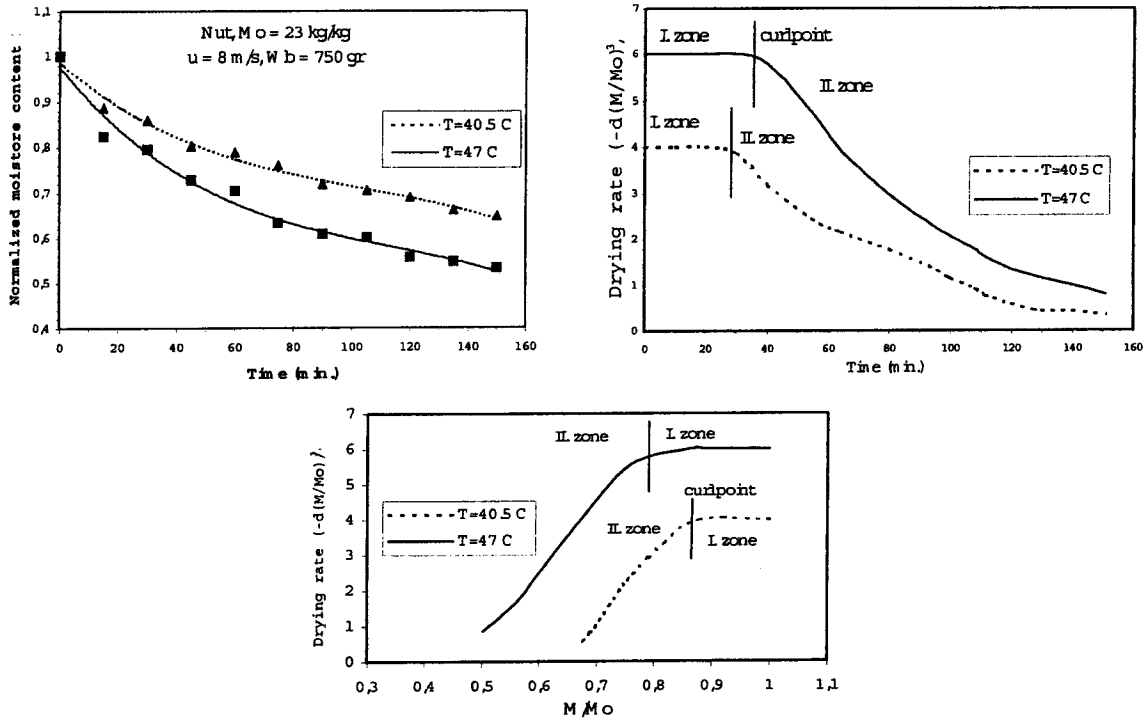 1,1
1
0,9
0,8
0,7
0,6
0,5
0,4
Normalized moistore content :
Nut, Mo = 23 kg/kg
u = 8 m/s, W b = 750 gr
T=40.5 C
T=47 C
0 20 40 60 80 100 120 140 160
Time (min.)
7
6
5
4
3
2
1
0
Drying rate (-d(M/Mo)³,
I. zone
curlpoint
II. zone
I. zone
II. zone
T=40.5 C
T=47 C
0 20 40 60 80 100 120 140 160
Time (min.)
7
6
5
4
3
2
1
0
Drying rate (-d(M/Mo)/.
II. zone
I. zone
curlpoint
II. zone
I. zone
T=40.5 C
T=47 C
0,3 0,4 0,5 0,6 0,7 0,8 0,9 1 1,1
M/Mo